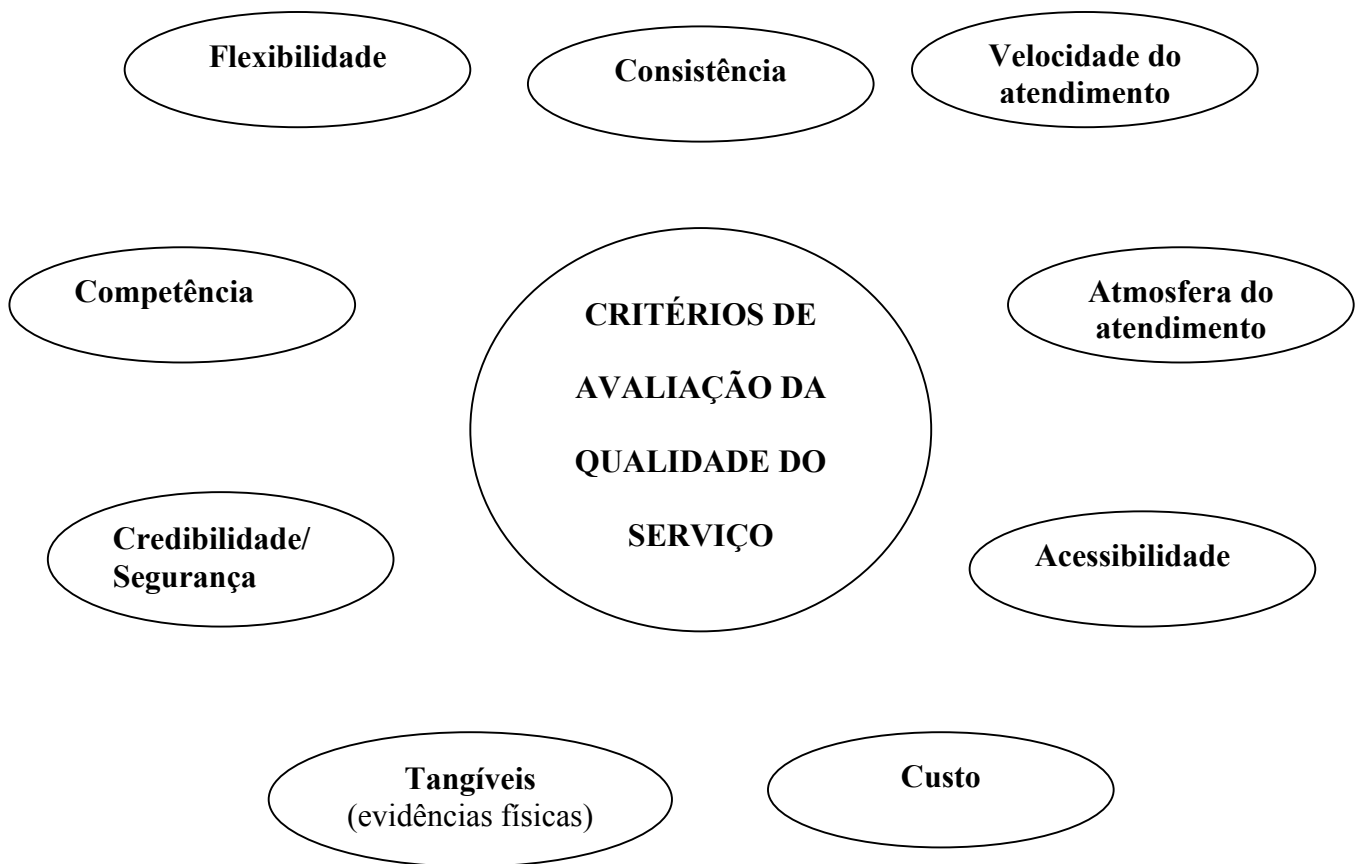 Flexibilidade
Consistência
Velocidade do
atendimento
Competência
CRITÉRIOS DE
AVALIAÇÃO DA
QUALIDADE DO
SERVIÇO
Atmosfera do
atendimento
Credibilidade/
Segurança
Acessibilidade
Tangíveis
(evidências físicas)
Custo